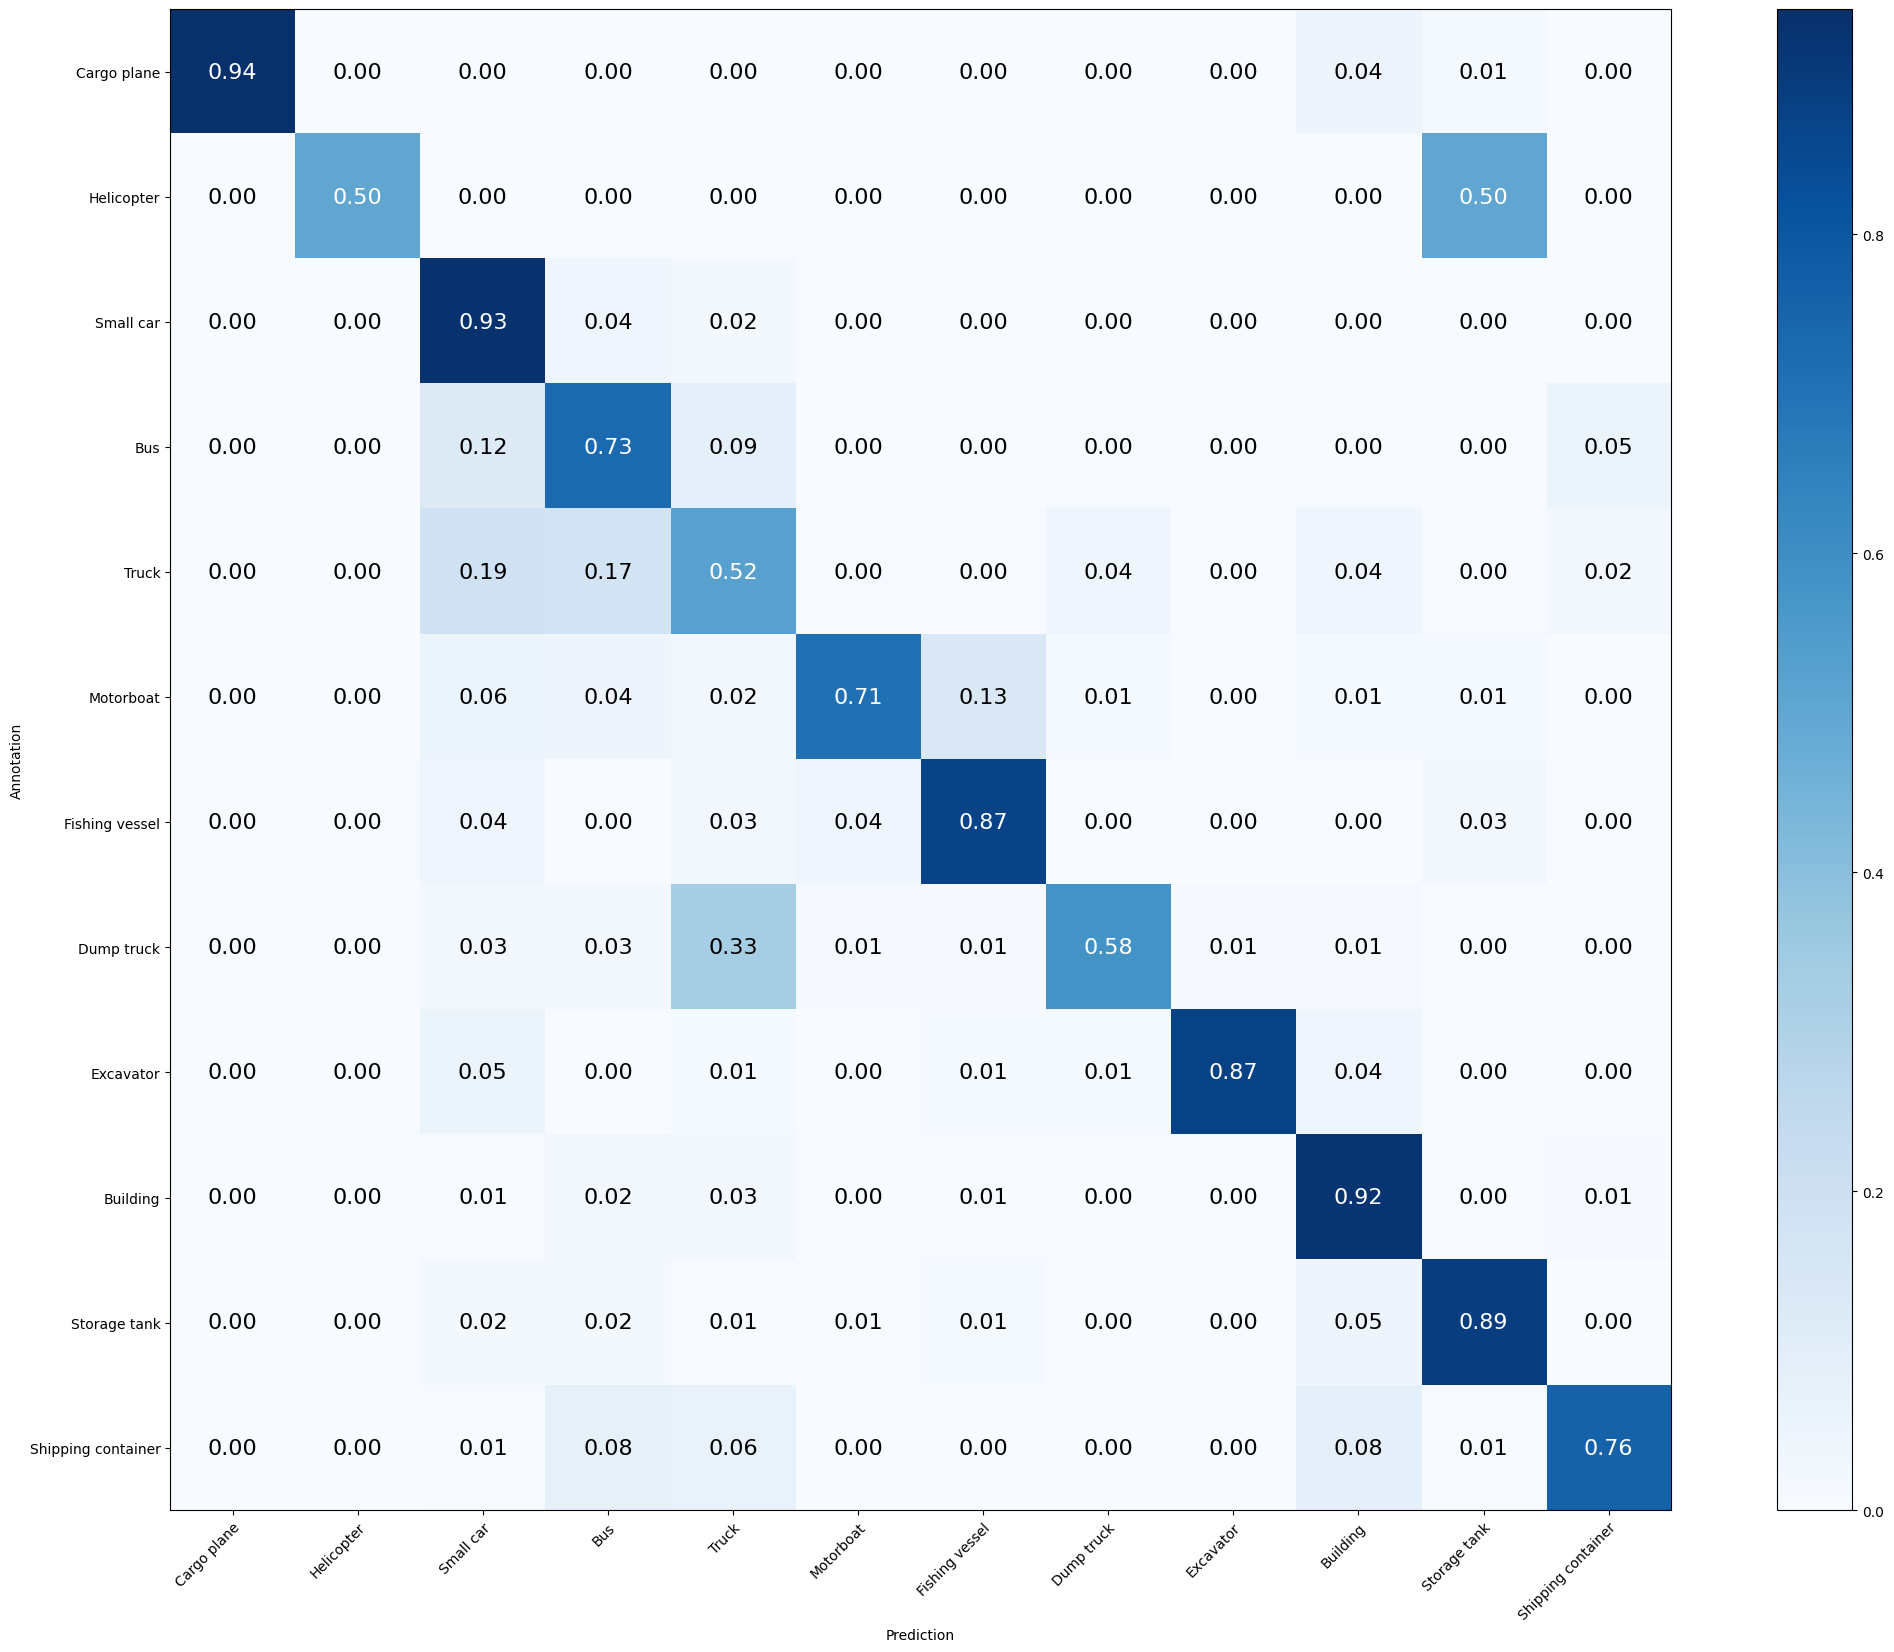 Cargo plane 0.94 0.00 0.00 0.00 0.00 0.00 0.00 0.00 0.00 0.04 0.01 0.00
Helicopter 0.00 0.50 0.00 0.00 0.00 0.00 0.00 0.00 0.00 0.00 0.50 0.00
0.8
Small car 0.00 0.00 0.93 0.04 0.02 0.00 0.00 0.00 0.00 0.00 0.00 0.00
Bus 0.00 0.00 0.12 0.73 0.09 0.00 0.00 0.00 0.00 0.00 0.00 0.05
0.6
Truck 0.00 0.00 0.19 0.17 0.52 0.00 0.00 0.04 0.00 0.04 0.00 0.02
Motorboat 0.00 0.00 0.06 0.04 0.02 0.71 0.13 0.01 0.00 0.01 0.01 0.00
Annotation
Fishing vessel 0.00 0.00 0.04 0.00 0.03 0.04 0.87 0.00 0.00 0.00 0.03 0.00
0.4
Dump truck 0.00 0.00 0.03 0.03 0.33 0.01 0.01 0.58 0.01 0.01 0.00 0.00
Excavator 0.00 0.00 0.05 0.00 0.01 0.00 0.01 0.01 0.87 0.04 0.00 0.00
0.2
Building 0.00 0.00 0.01 0.02 0.03 0.00 0.01 0.00 0.00 0.92 0.00 0.01
Storage tank 0.00 0.00 0.02 0.02 0.01 0.01 0.01 0.00 0.00 0.05 0.89 0.00
Shipping container 0.00 0.00 0.01 0.08 0.06 0.00 0.00 0.00 0.00 0.08 0.01 0.76
0.0
Cargo plane Helicopter Small car Bus Truck Motorboat Fishing vessel Dump truck Excavator Building Storage tank Shipping container
Prediction